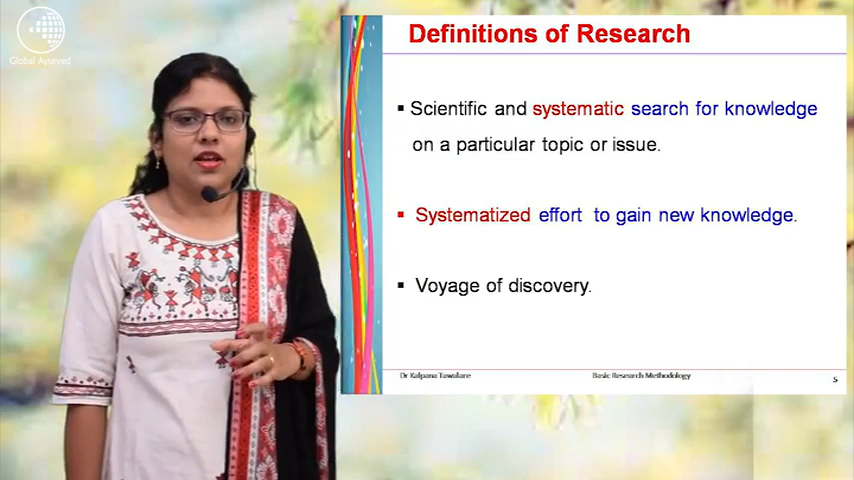 Global Ayurved
Definitions of Research
▪ Scientific and systematic search for knowledge
on a particular topic or issue.
▪ Systematized effort to gain new knowledge.
▪ Voyage of discovery.
Dr Kalpana Tawalare Basic Research Methodology 5